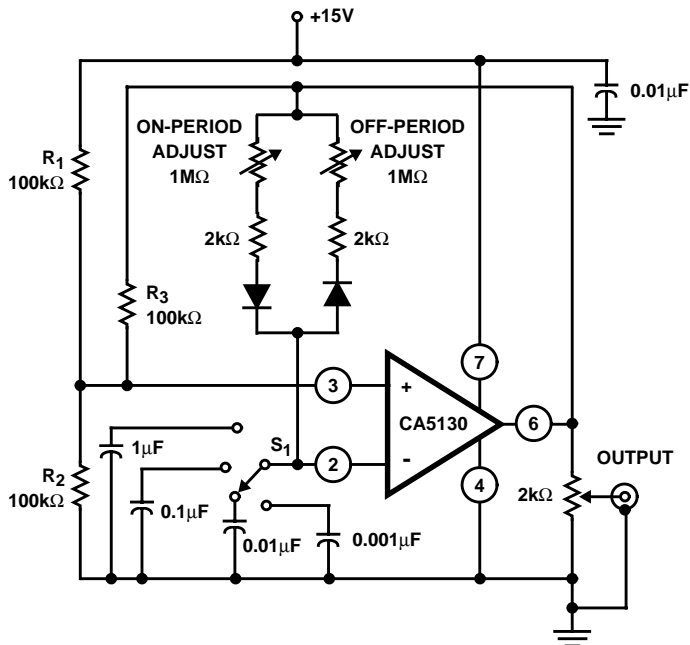 +15V
0.01μF
ON-PERIOD
ADJUST
1MΩ
OFF-PERIOD
ADJUST
1MΩ
R1
100kΩ
2kΩ
2kΩ
R3
100kΩ
7
3
+
CA5130
6
S1
2
-
4
1μF
R2
100kΩ
0.1μF
0.01μF
0.001μF
2kΩ
OUTPUT